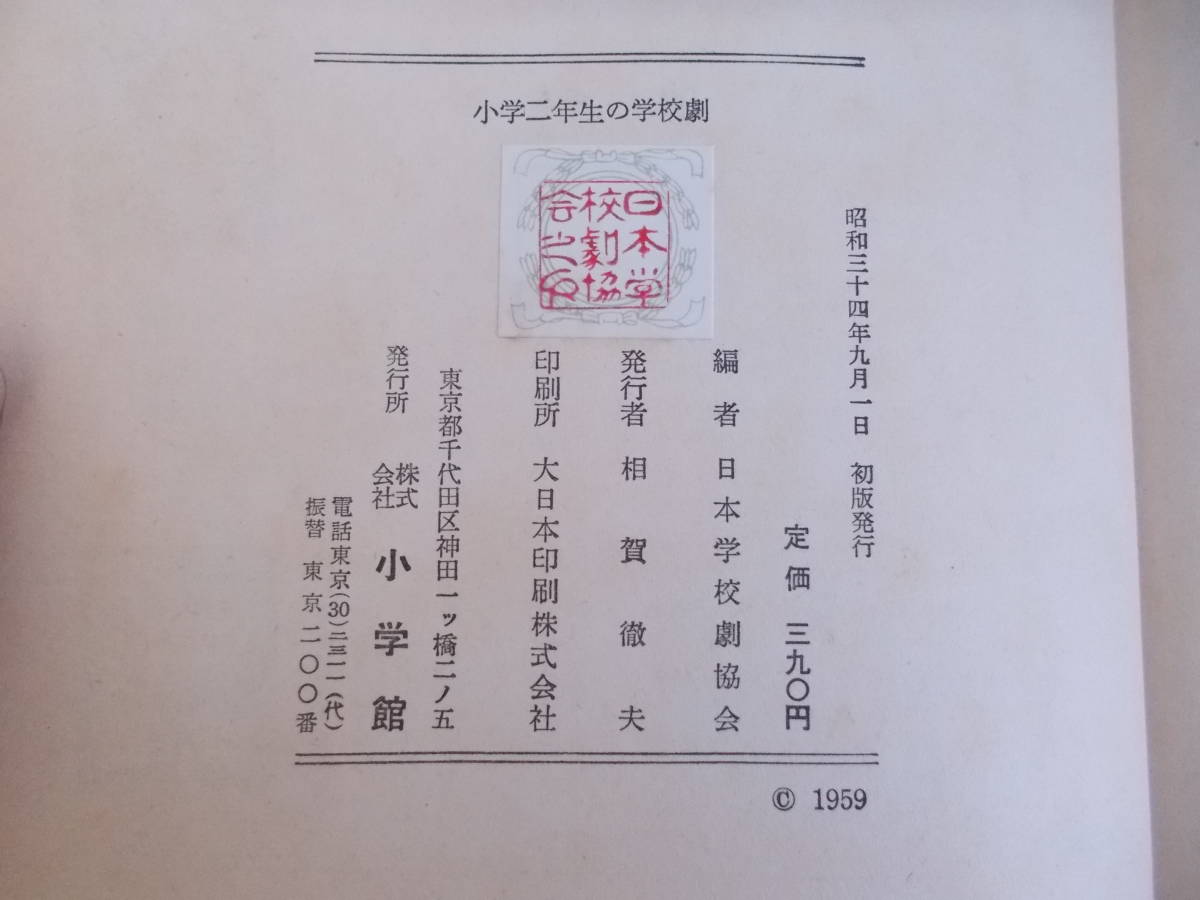 小学二年生の学校劇
日本学
校劇協
会之印
昭和三十四年九月一日 初版発行
定価 三九〇円
編者 日本学校劇協会
発行者 相賀徹夫
印刷所 大日本印刷株式会社
東京都千代田区神田一ッ橋二ノ五
発行所 株式会社 小学館
電話東京(30)二三一一(代)
振替 東京二〇〇番
© 1959